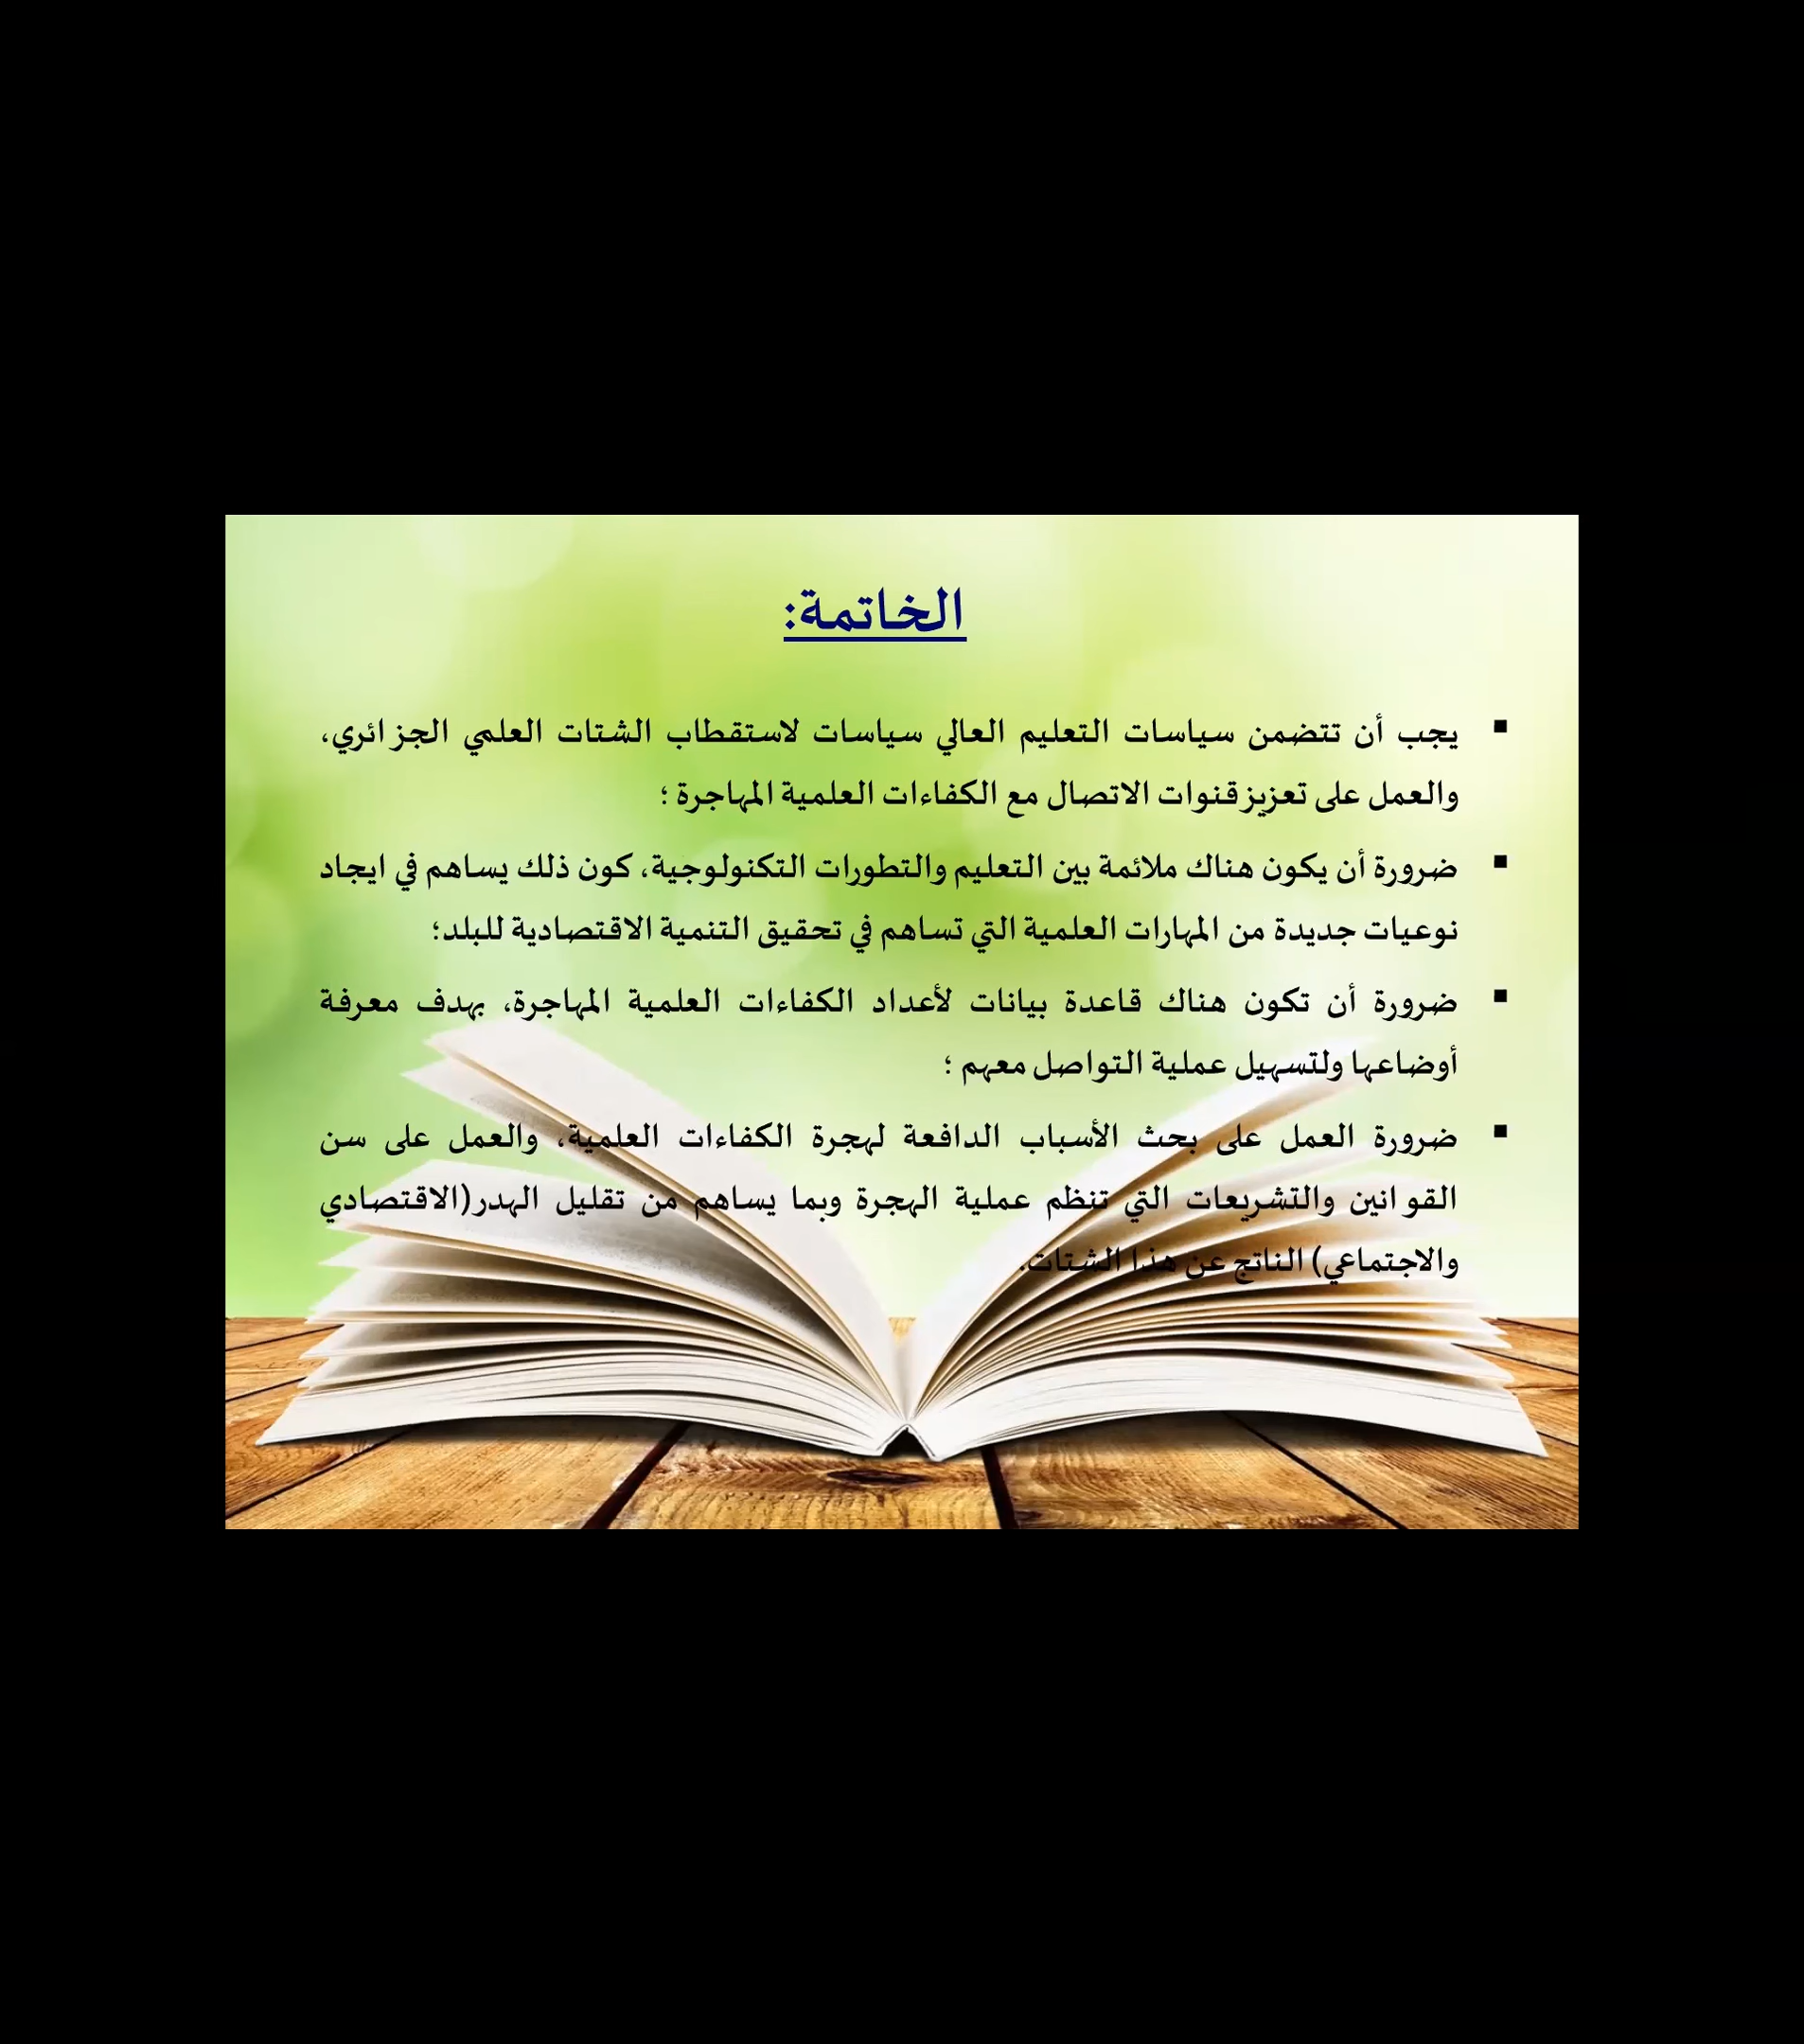 الخاتمة:
▪ يجب أن تتضمن سياسات التعليم العالي سياسات لاستقطاب الشتات العلمي الجزائري،
والعمل على تعزيز قنوات الاتصال مع الكفاءات العلمية المهاجرة ؛
▪ ضرورة أن يكون هناك ملائمة بين التعليم والتطورات التكنولوجية، كون ذلك يساهم في ايجاد
نوعيات جديدة من المهارات العلمية التي تساهم في تحقيق التنمية الاقتصادية للبلد؛
▪ ضرورة أن تكون هناك قاعدة بيانات لأعداد الكفاءات العلمية المهاجرة، بهدف معرفة
أوضاعها ولتسهيل عملية التواصل معهم ؛
▪ ضرورة العمل على بحث الأسباب الدافعة لهجرة الكفاءات العلمية، والعمل على سن
القوانين والتشريعات التي تنظم عملية الهجرة وبما يساهم من تقليل الهدر(الاقتصادي
والاجتماعي) الناتج عن هذا الشتات.